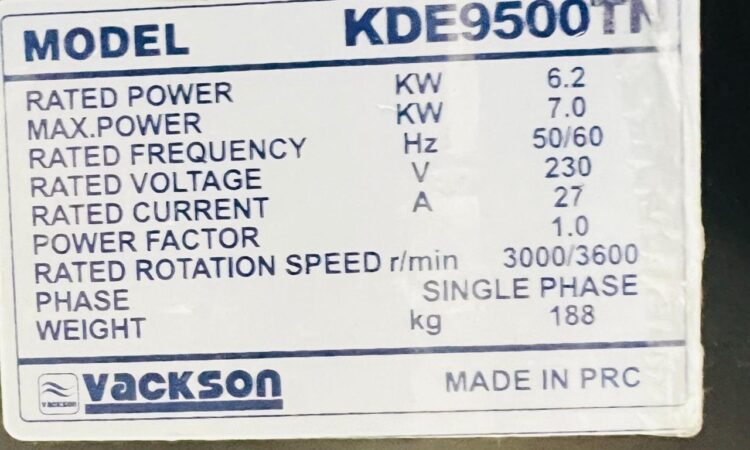 MODEL KDE9500TN
RATED POWER KW 6.2
MAX.POWER KW 7.0
RATED FREQUENCY Hz 50/60
RATED VOLTAGE V 230
RATED CURRENT A 27
POWER FACTOR 1.0
RATED ROTATION SPEED r/min 3000/3600
PHASE SINGLE PHASE
WEIGHT kg 188
VACKSON vackson MADE IN PRC